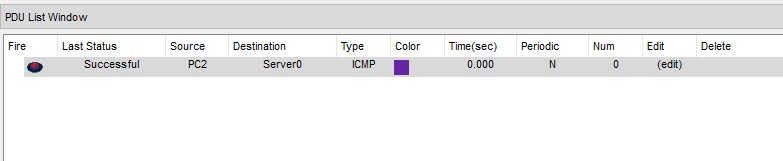 PDU List Window
Fire Last Status Source Destination Type Color Time(sec) Periodic Num Edit Delete
Successful PC2 Server0 ICMP 0.000 N 0 (edit)